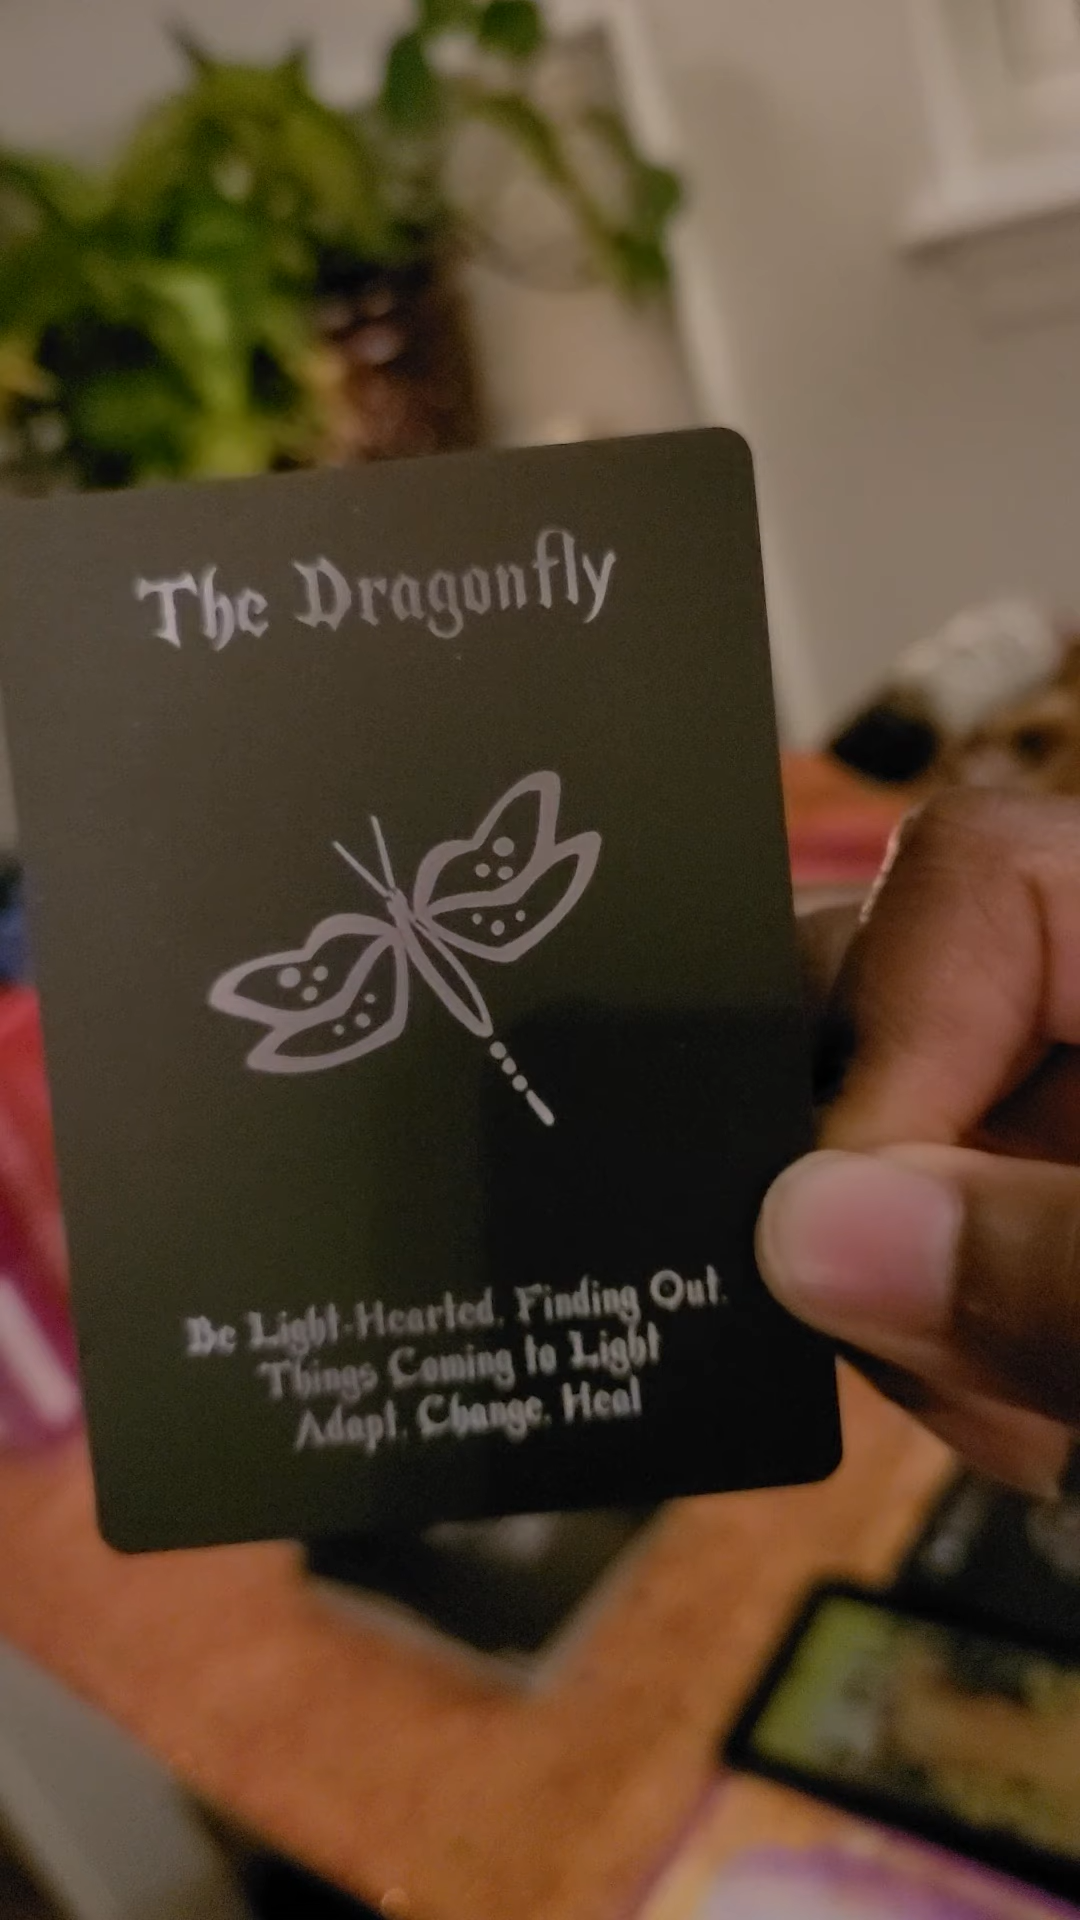 The Dragonfly
Be Light-Hearted, Finding Out,
Things Coming to Light
Adapt, Change, Heal